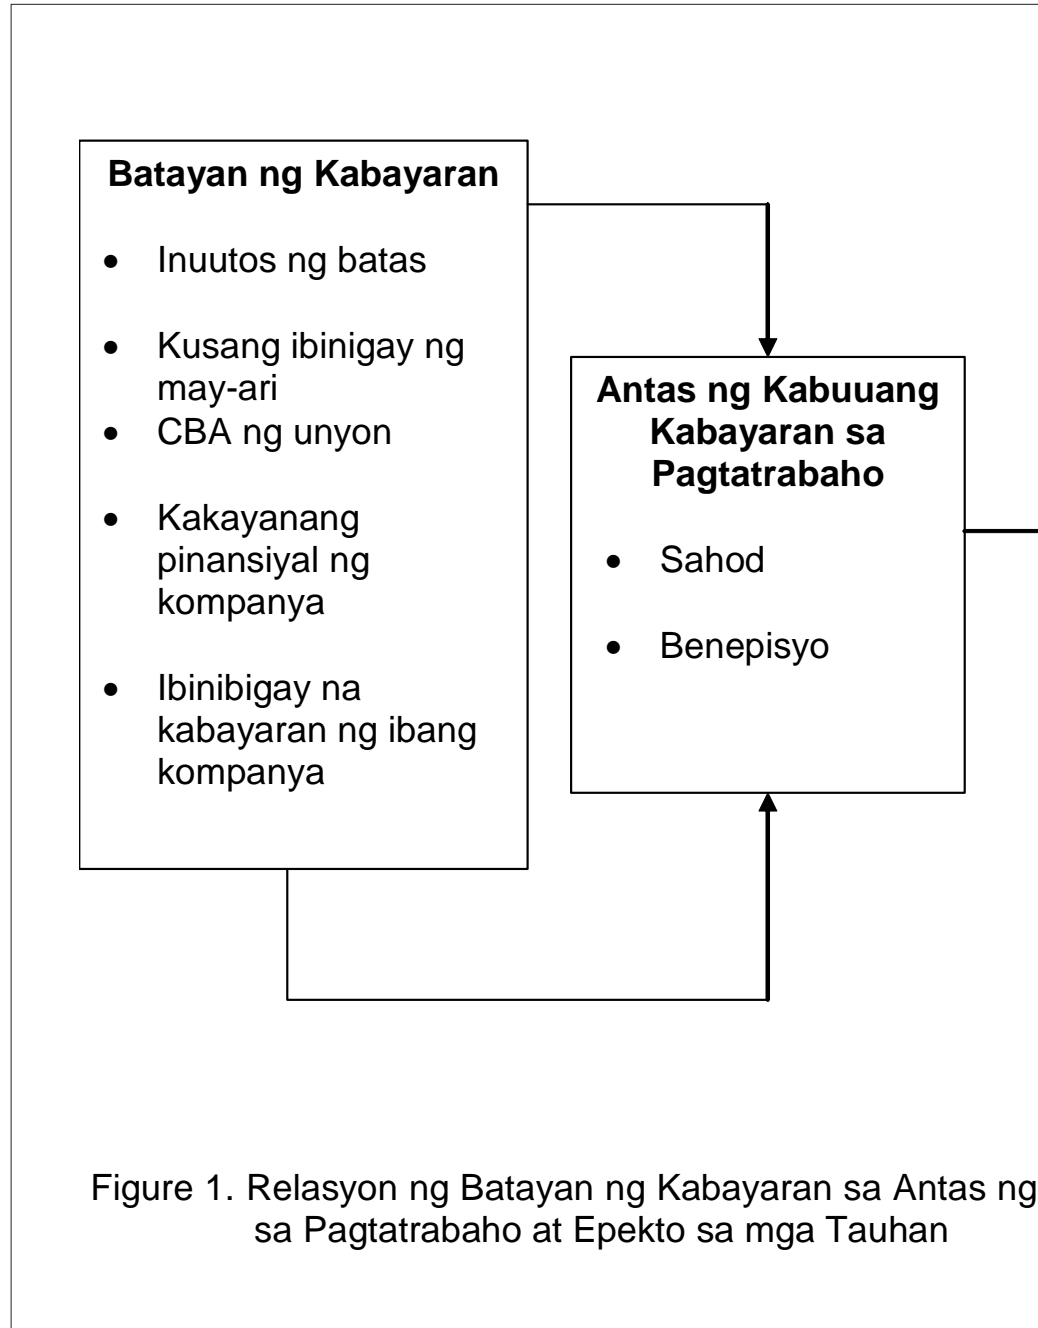 Batayan ng Kabayaran
• Inuutos ng batas
• Kusang ibinigay ng
may-ari
• CBA ng unyon
• Kakayanang
pinansiyal ng
kompanya
• Ibinibigay na
kabayaran ng ibang
kompanya
Antas ng Kabuuang
Kabayaran sa
Pagtatrabaho
• Sahod
• Benepisyo
Figure 1. Relasyon ng Batayan ng Kabayaran sa Antas ng
sa Pagtatrabaho at Epekto sa mga Tauhan